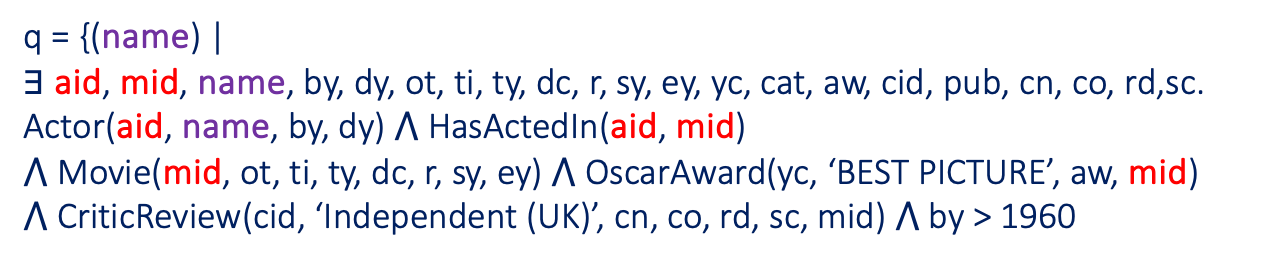 q = {(name) |
∃ aid, mid, name, by, dy, ot, ti, ty, dc, r, sy, ey, yc, cat, aw, cid, pub, cn, co, rd,sc.
Actor(aid, name, by, dy) Λ HasActedIn(aid, mid)
Λ Movie(mid, ot, ti, ty, dc, r, sy, ey) Λ OscarAward(yc, ‘BEST PICTURE’, aw, mid)
Λ CriticReview(cid, ‘Independent (UK)’, cn, co, rd, sc, mid) Λ by > 1960